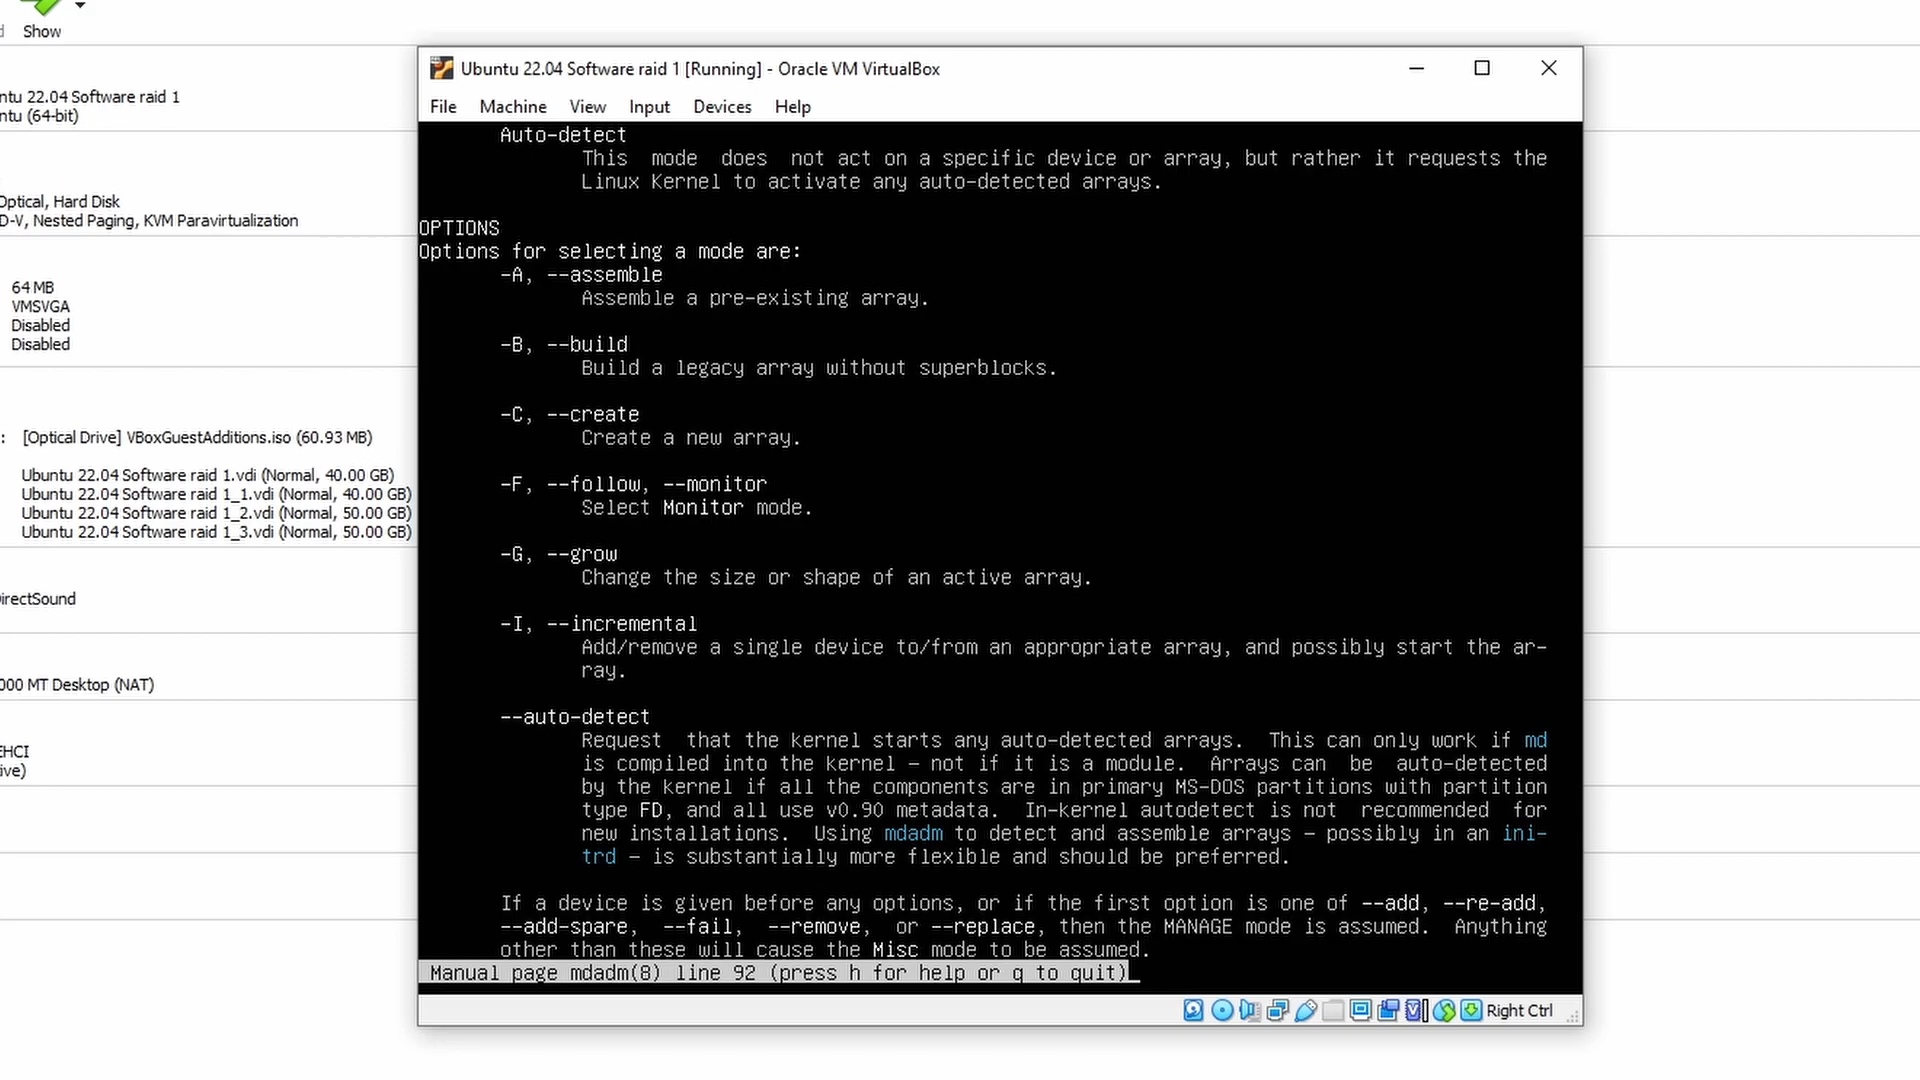 Show
ntu 22.04 Software raid 1
ntu (64-bit)
Optical, Hard Disk
D-V, Nested Paging, KVM Paravirtualization
64 MB
VMSVGA
Disabled
Disabled
: [Optical Drive] VBoxGuestAdditions.iso (60.93 MB)
Ubuntu 22.04 Software raid 1.vdi (Normal, 40.00 GB)
Ubuntu 22.04 Software raid 1_1.vdi (Normal, 40.00 GB)
Ubuntu 22.04 Software raid 1_2.vdi (Normal, 50.00 GB)
Ubuntu 22.04 Software raid 1_3.vdi (Normal, 50.00 GB)
DirectSound
000 MT Desktop (NAT)
EHCI
ive)
Ubuntu 22.04 Software raid 1 [Running] - Oracle VM VirtualBox
File Machine View Input Devices Help
Auto-detect
This mode does not act on a specific device or array, but rather it requests the
Linux Kernel to activate any auto-detected arrays.
OPTIONS
Options for selecting a mode are:
-A, --assemble
Assemble a pre-existing array.
-B, --build
Build a legacy array without superblocks.
-C, --create
Create a new array.
-F, --follow, --monitor
Select Monitor mode.
-G, --grow
Change the size or shape of an active array.
-I, --incremental
Add/remove a single device to/from an appropriate array, and possibly start the ar-
ray.
--auto-detect
Request that the kernel starts any auto-detected arrays. This can only work if md
is compiled into the kernel — not if it is a module. Arrays can be auto-detected
by the kernel if all the components are in primary MS-DOS partitions with partition
type FD, and all use v0.90 metadata. In-kernel autodetect is not recommended for
new installations. Using mdadm to detect and assemble arrays — possibly in an ini-
trd — is substantially more flexible and should be preferred.
If a device is given before any options, or if the first option is one of --add, --re-add,
--add-spare, --fail, --remove, or --replace, then the MANAGE mode is assumed. Anything
other than these will cause the Misc mode to be assumed.
Manual page mdadm(8) line 92 (press h for help or q to quit)
Right Ctrl